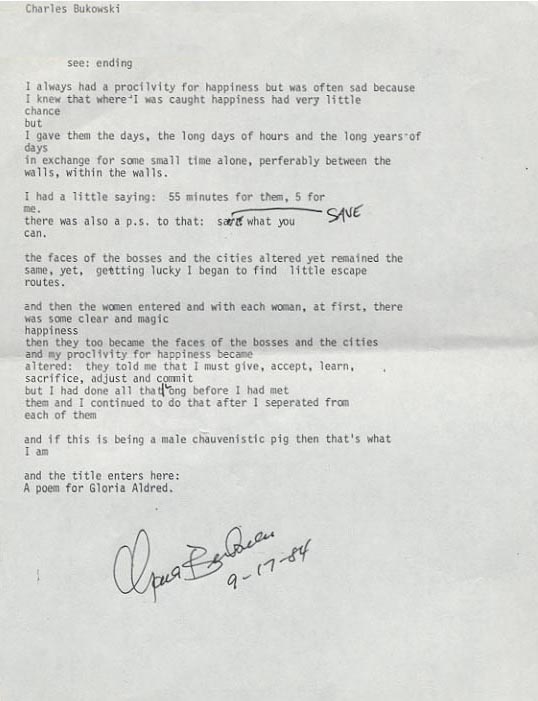 Charles Bukowski
see: ending
I always had a procilvity for happiness but was often sad because
I knew that where I was caught happiness had very little
chance
but
I gave them the days, the long days of hours and the long years of
days
in exchange for some small time alone, perferably between the
walls, within the walls.
I had a little saying: 55 minutes for them, 5 for
me.
there was also a p.s. to that: what you SAVE
can.
the faces of the bosses and the cities altered yet remained the
same, yet, getting lucky I began to find little escape
routes.
and then the women entered and with each woman, at first, there
was some clear and magic
happiness
then they too became the faces of the bosses and the cities
and my proclivity for happiness became
altered: they told me that I must give, accept, learn,
sacrifice, adjust and commit
but I had done all that long before I had met
them and I continued to do that after I seperated from
each of them
and if this is being a male chauvenistic pig then that's what
I am
and the title enters here:
A poem for Gloria Aldred.
9-17-84